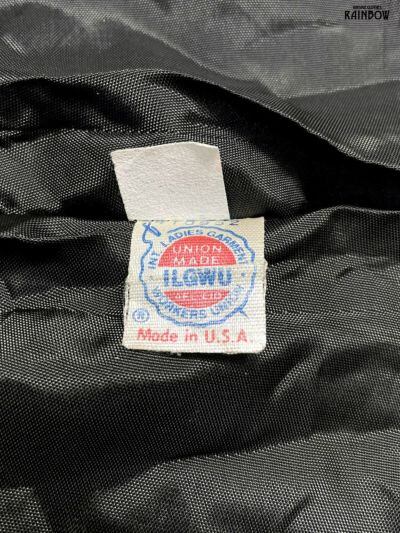 RAINBOW
INT. LADIES GARMENT
UNION
MADE
ILGWU
AFL-CIO
WORKERS UNION
®
Made in U.S.A.